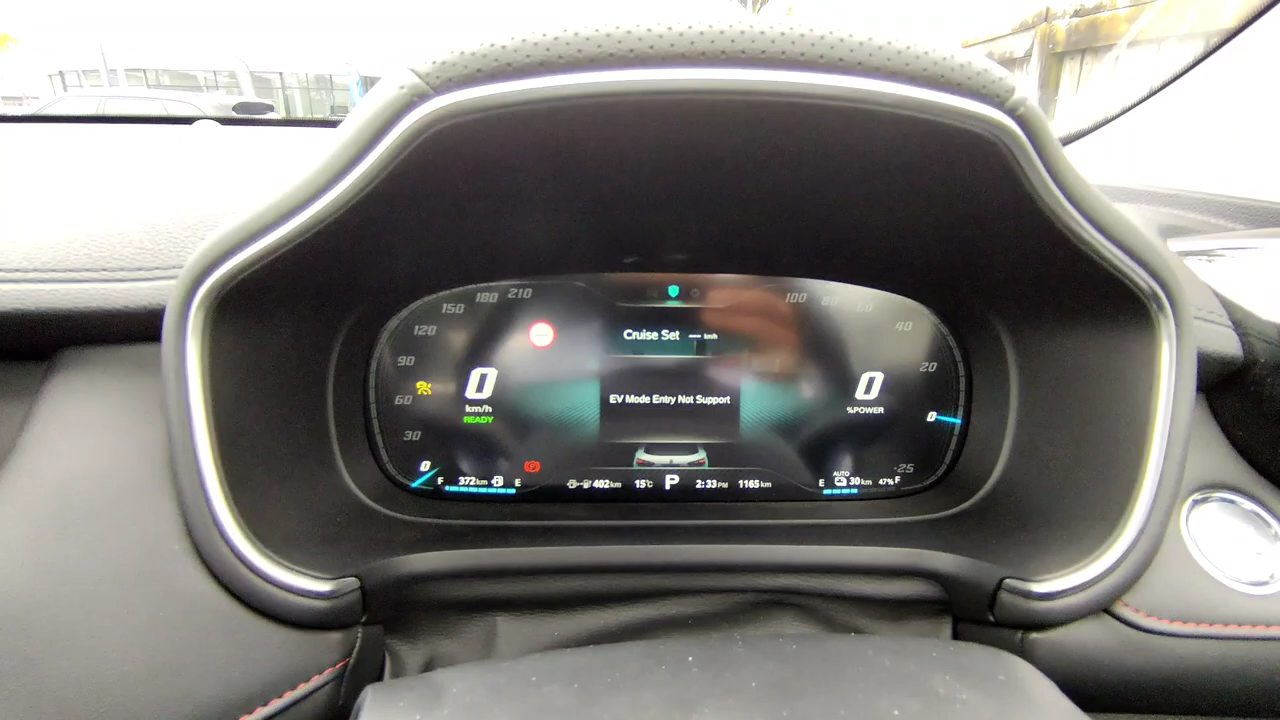 150 180 210
120
90
60
30
0
0
km/h
READY
Cruise Set --- km/h
EV Mode Entry Not Support
100 80 60
40
20
0
-25
0
%POWER
F 372km E
402km 15°C P 2:33PM 1165km
AUTO
E 30km 47% F